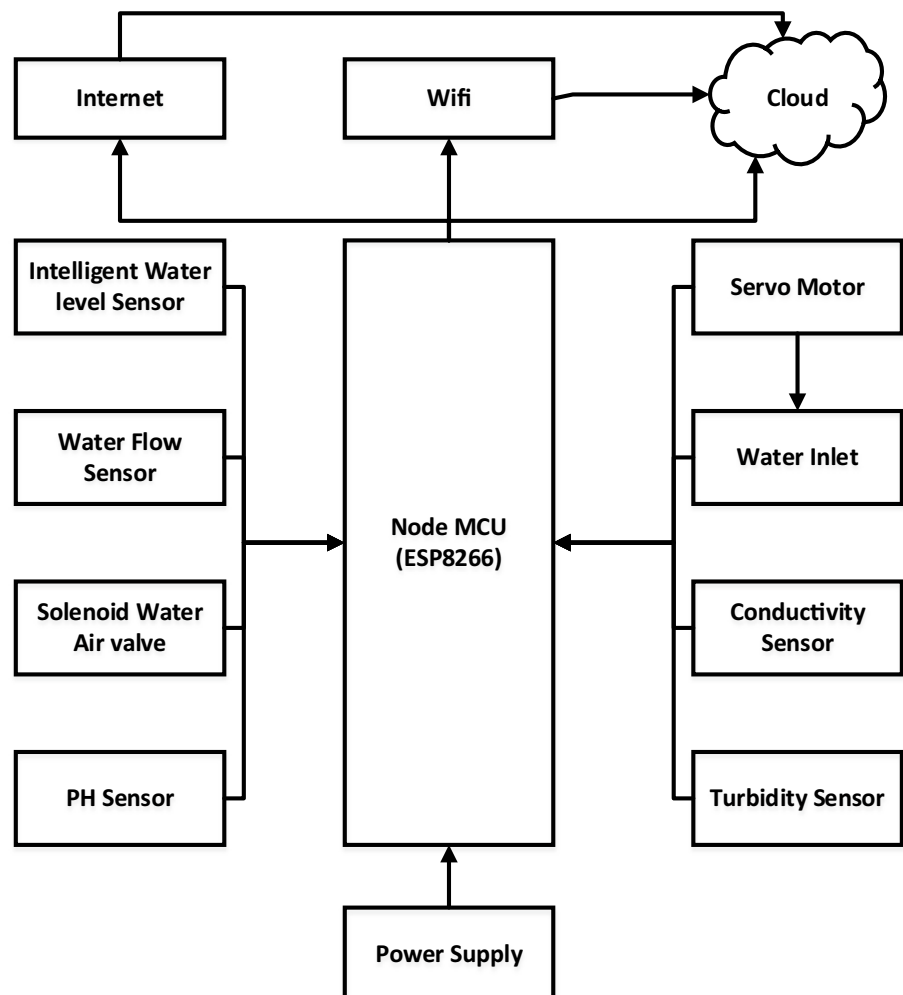 Internet
Wifi
Cloud
Intelligent Water
level Sensor
Servo Motor
Water Flow
Sensor
Water Inlet
Node MCU
(ESP8266)
Solenoid Water
Air valve
Conductivity
Sensor
PH Sensor
Turbidity Sensor
Power Supply